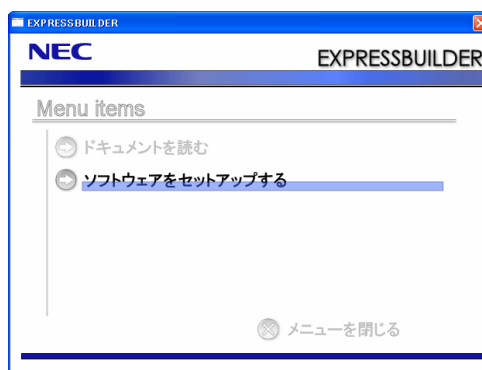 EXPRESSBUILDER
NEC
EXPRESSBUILDER
Menu items
ドキュメントを読む
ソフトウェアをセットアップする
メニューを閉じる